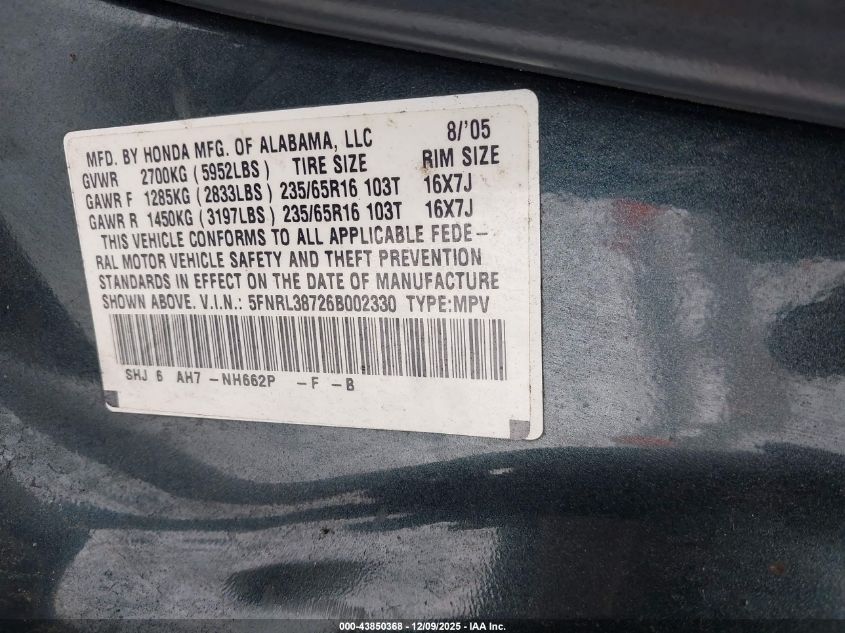 MFD. BY HONDA MFG. OF ALABAMA, LLC 8/'05
GVWR 2700KG ( 5952LBS ) TIRE SIZE RIM SIZE
GAWR F 1285KG ( 2833LBS ) 235/65R16 103T 16X7J
GAWR R 1450KG ( 3197LBS ) 235/65R16 103T 16X7J
THIS VEHICLE CONFORMS TO ALL APPLICABLE FEDE-
RAL MOTOR VEHICLE SAFETY AND THEFT PREVENTION
STANDARDS IN EFFECT ON THE DATE OF MANUFACTURE
SHOWN ABOVE. V.I.N.: 5FNRL38726B002330 TYPE:MPV
SHJ 6 AH7 -NH662P -F -B
000-43850368 - 12/09/2025 - IAA Inc.